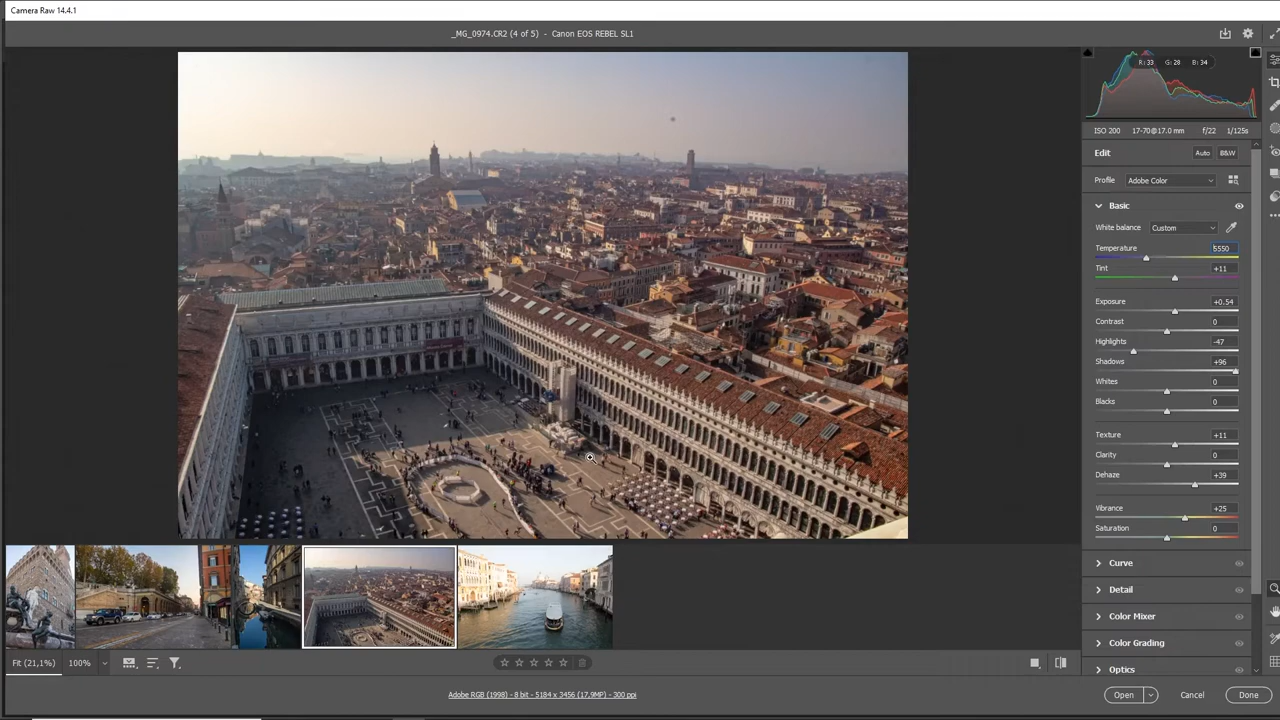 Camera Raw 14.4.1
_MG_0974.CR2 (4 of 5) - Canon EOS REBEL SL1
R: 33 G: 28 B: 34
ISO 200 17-70@17.0 mm f/22 1/125s
Edit Auto B&W
Profile Adobe Color
Basic
White balance Custom
Temperature 5550
Tint +11
Exposure +0.54
Contrast 0
Highlights -47
Shadows +96
Whites 0
Blacks 0
Texture +11
Clarity 0
Dehaze +39
Vibrance +25
Saturation 0
Curve
Detail
Color Mixer
Color Grading
Optics
Fit (21,1%) 100%
Adobe RGB (1998) - 8 bit - 5184 x 3456 (17,9MP) - 300 ppi
Open Cancel Done